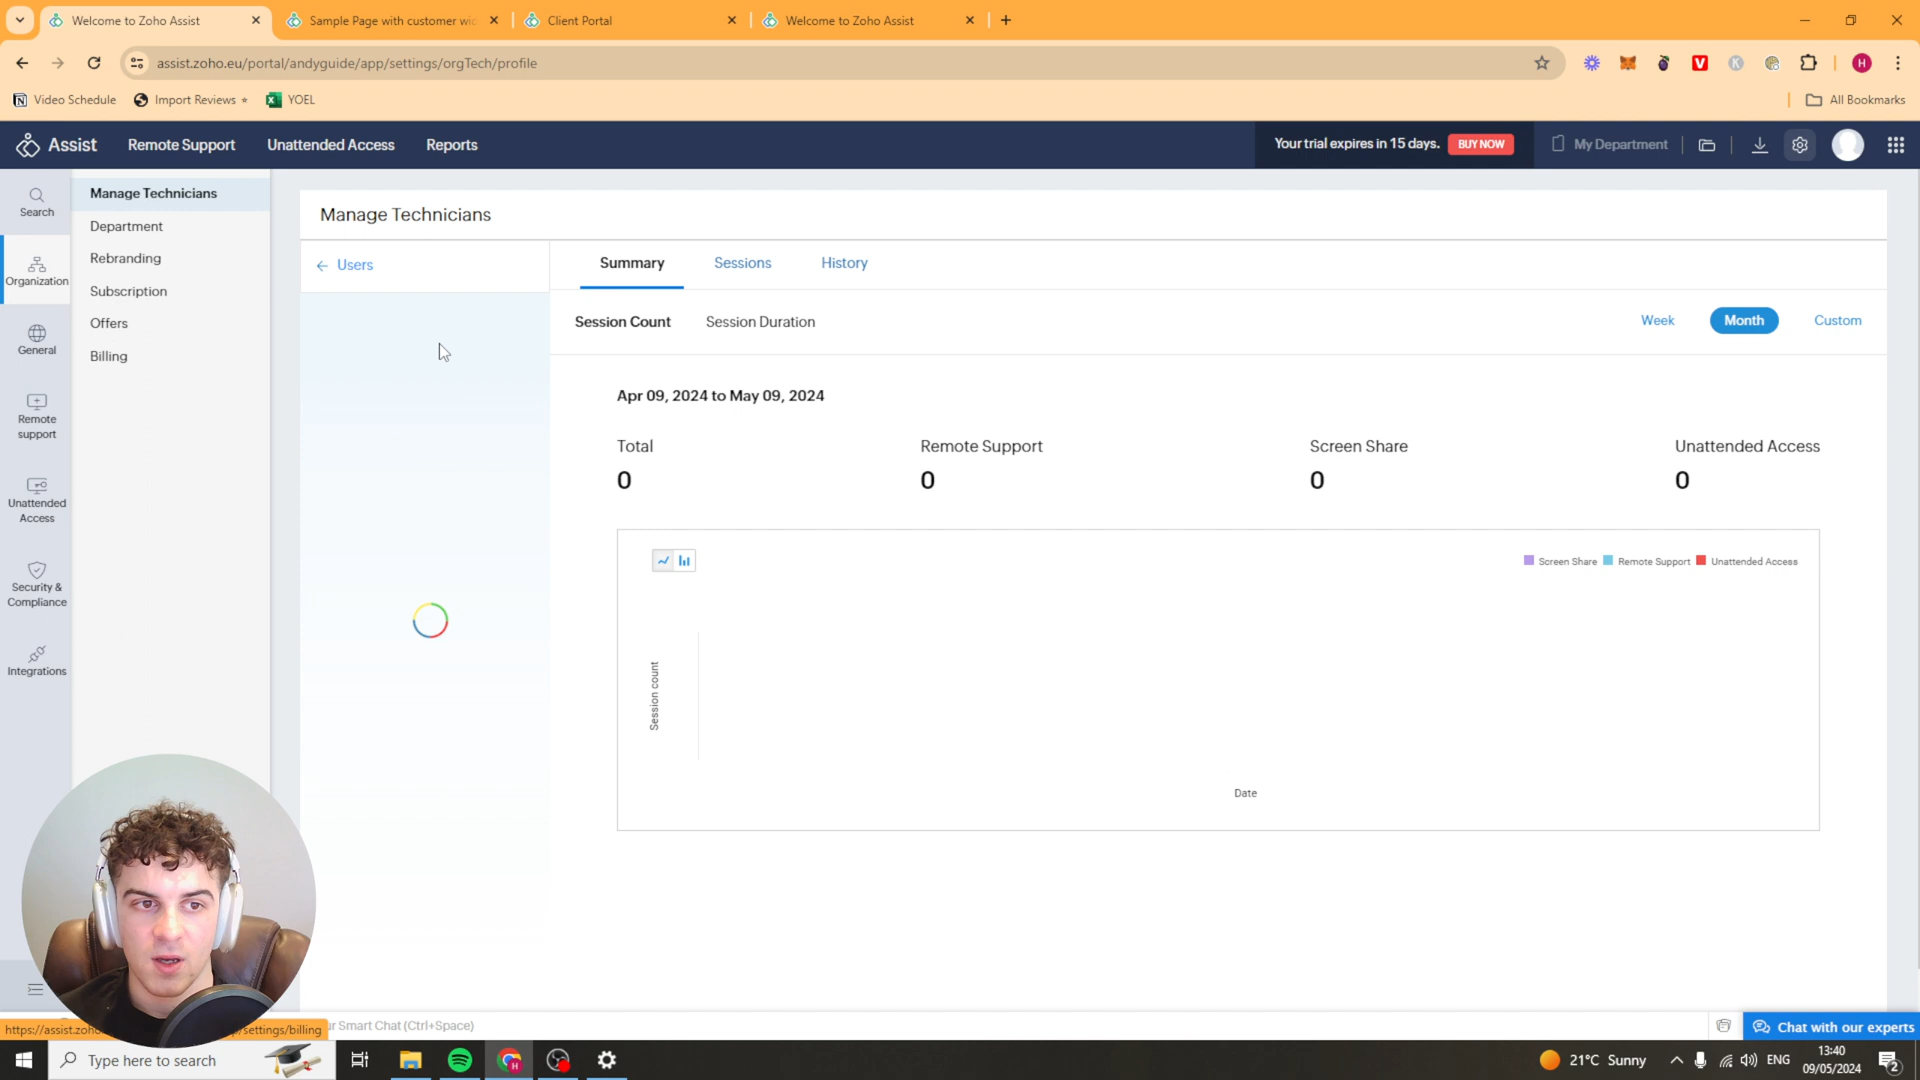 Welcome to Zoho Assist
Sample Page with customer wid
Client Portal
Welcome to Zoho Assist
assist.zoho.eu/portal/andyguide/app/settings/orgTech/profile
V
K
H
Video Schedule
Import Reviews
YOEL
All Bookmarks
Assist
Remote Support
Unattended Access
Reports
Your trial expires in 15 days.
BUY NOW
My Department
Search
Organization
General
Remote
support
Unattended
Access
Security &
Compliance
Integrations
Manage Technicians
Department
Rebranding
Subscription
Offers
Billing
Manage Technicians
Users
Summary
Sessions
History
Session Count
Session Duration
Week
Month
Custom
Apr 09, 2024 to May 09, 2024
Total
0
Remote Support
0
Screen Share
0
Unattended Access
0
Screen Share
Remote Support
Unattended Access
Session count
Date
https://assist.zoho
/settings/billing
ur Smart Chat (Ctrl+Space)
Chat with our experts
Type here to search
H
21°C Sunny
ENG
13:40
09/05/2024
2